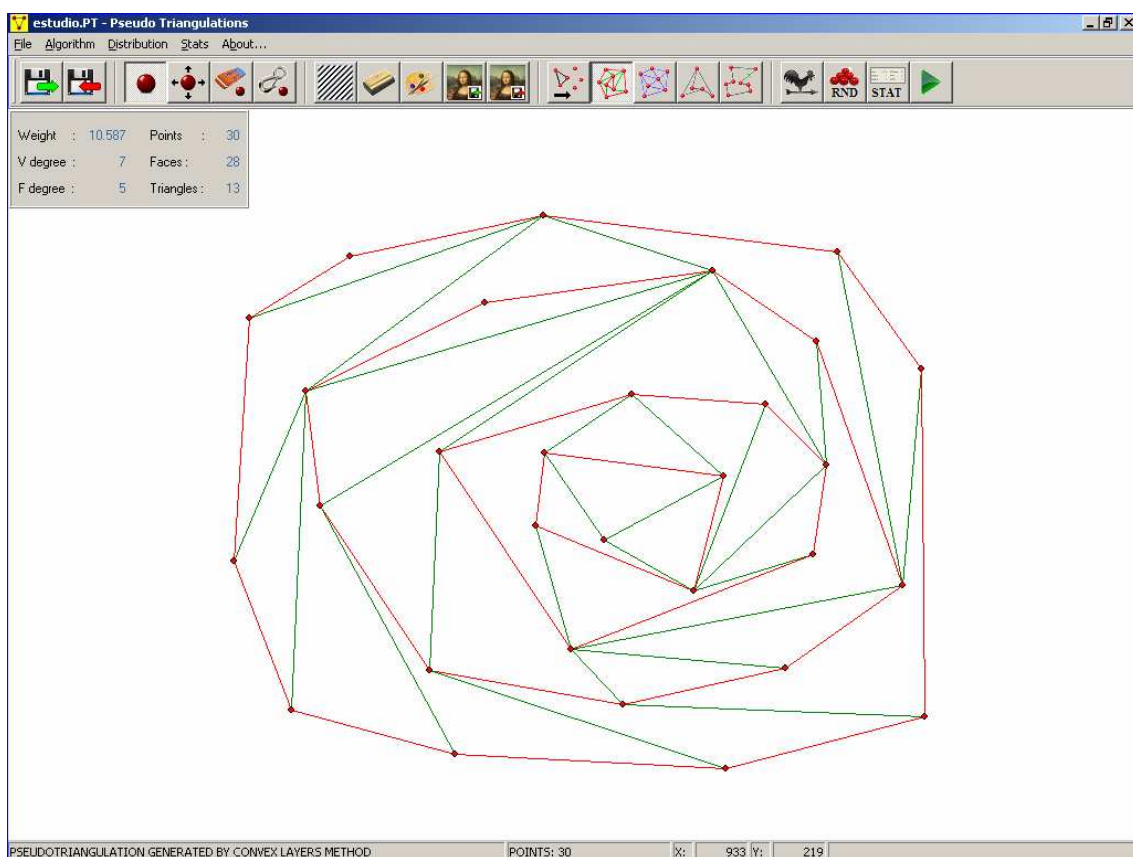 estudio.PT - Pseudo Triangulations
File Algorithm Distribution Stats About...
RND STAT
Weight : 10.587 Points : 30
V degree : 7 Faces : 28
F degree : 5 Triangles : 13
PSEUDOTRIANGULATION GENERATED BY CONVEX LAYERS METHOD POINTS: 30 X: 933 Y: 219